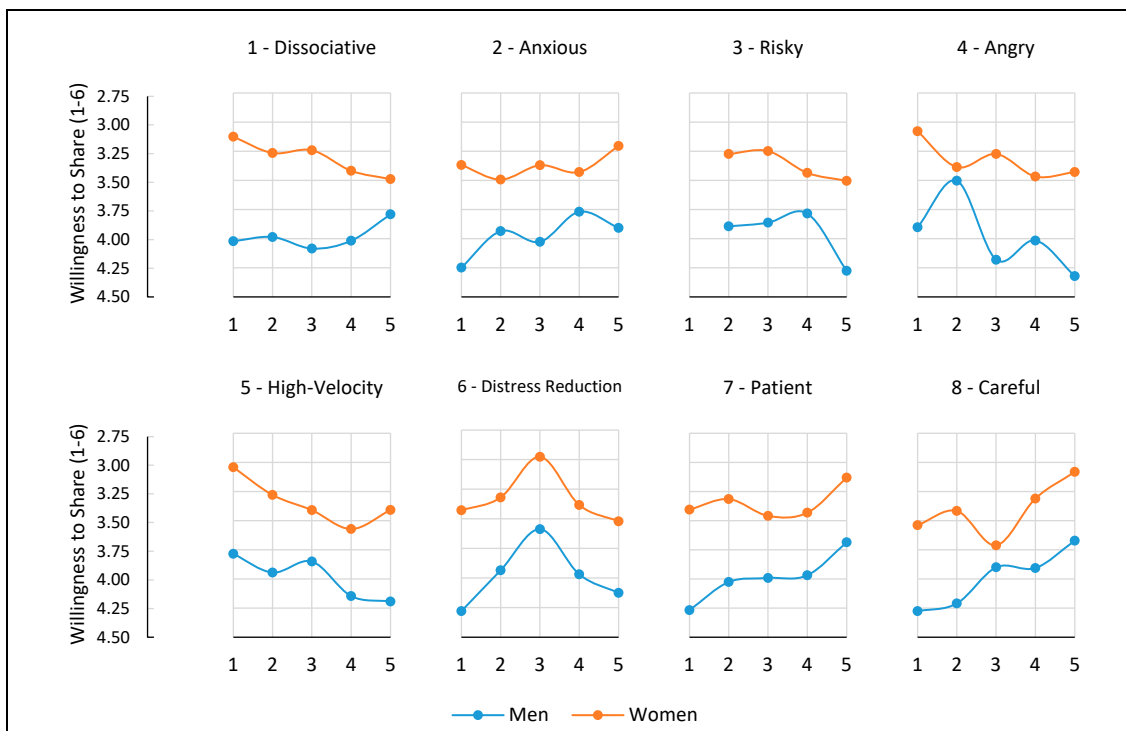 1 - Dissociative 2 - Anxious 3 - Risky 4 - Angry
Willingness to Share (1-6)
2.75
3.00
3.25
3.50
3.75
4.00
4.25
4.50
1 2 3 4 5 1 2 3 4 5 1 2 3 4 5 1 2 3 4 5
5 - High-Velocity 6 - Distress Reduction 7 - Patient 8 - Careful
Willingness to Share (1-6)
2.75
3.00
3.25
3.50
3.75
4.00
4.25
4.50
1 2 3 4 5 1 2 3 4 5 1 2 3 4 5 1 2 3 4 5
Men Women